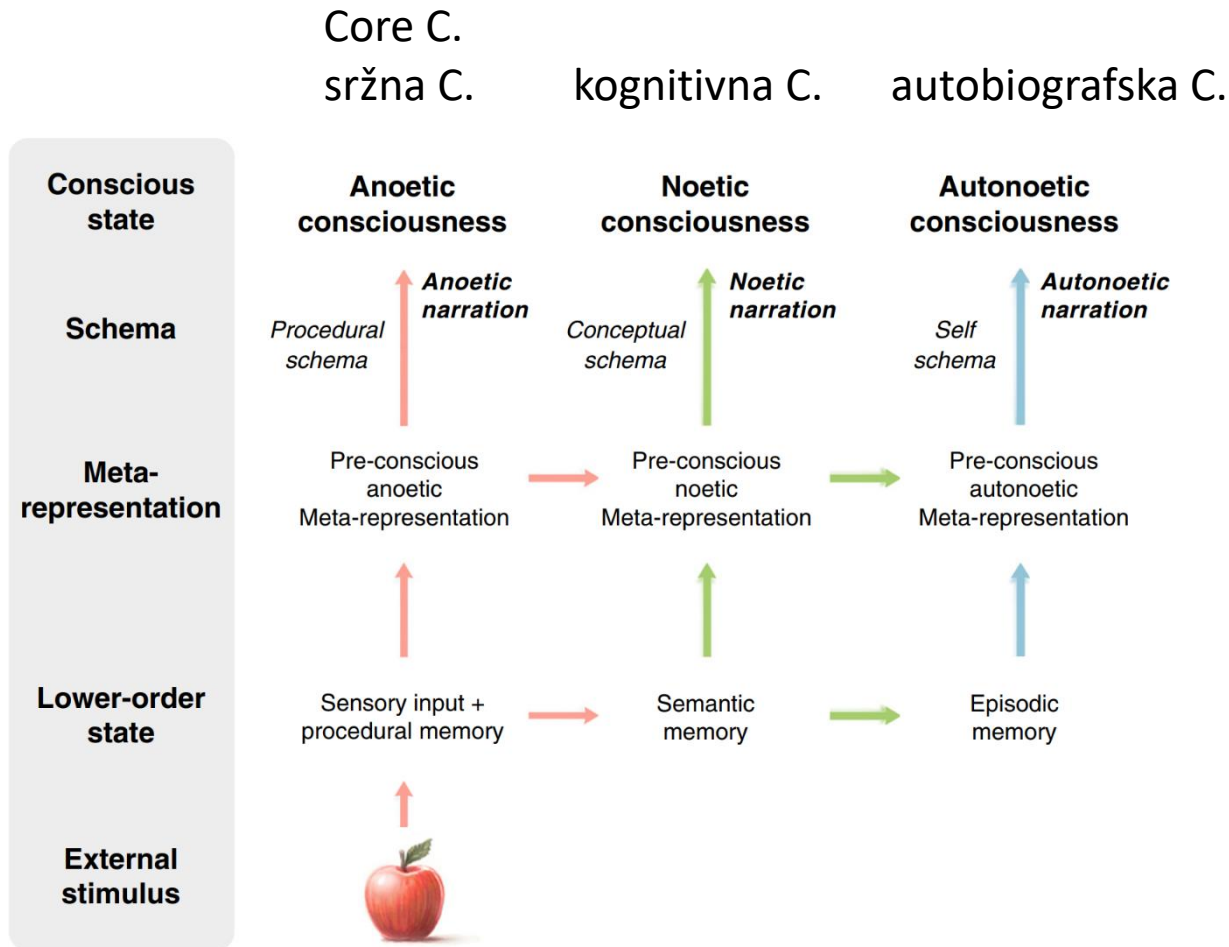 Core C.
sržna C.
kognitivna C.
autobiografska C.
Conscious
state
Anoetic
consciousness
Noetic
consciousness
Autonoetic
consciousness
Schema
Procedural
schema
Anoetic
narration
Conceptual
schema
Noetic
narration
Self
schema
Autonoetic
narration
Meta-
representation
Pre-conscious
anoetic
Meta-representation
Pre-conscious
noetic
Meta-representation
Pre-conscious
autonoetic
Meta-representation
Lower-order
state
Sensory input +
procedural memory
Semantic
memory
Episodic
memory
External
stimulus